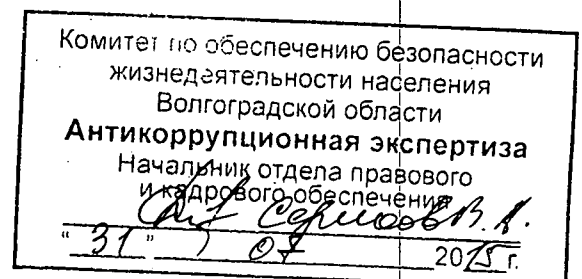 Комитет по обеспечению безопасности
жизнедеятельности населения
Волгоградской области
Антикоррупционная экспертиза
Начальник отдела правового
и кадрового обеспечения
В. А.
" 31 " 07 2015 г.